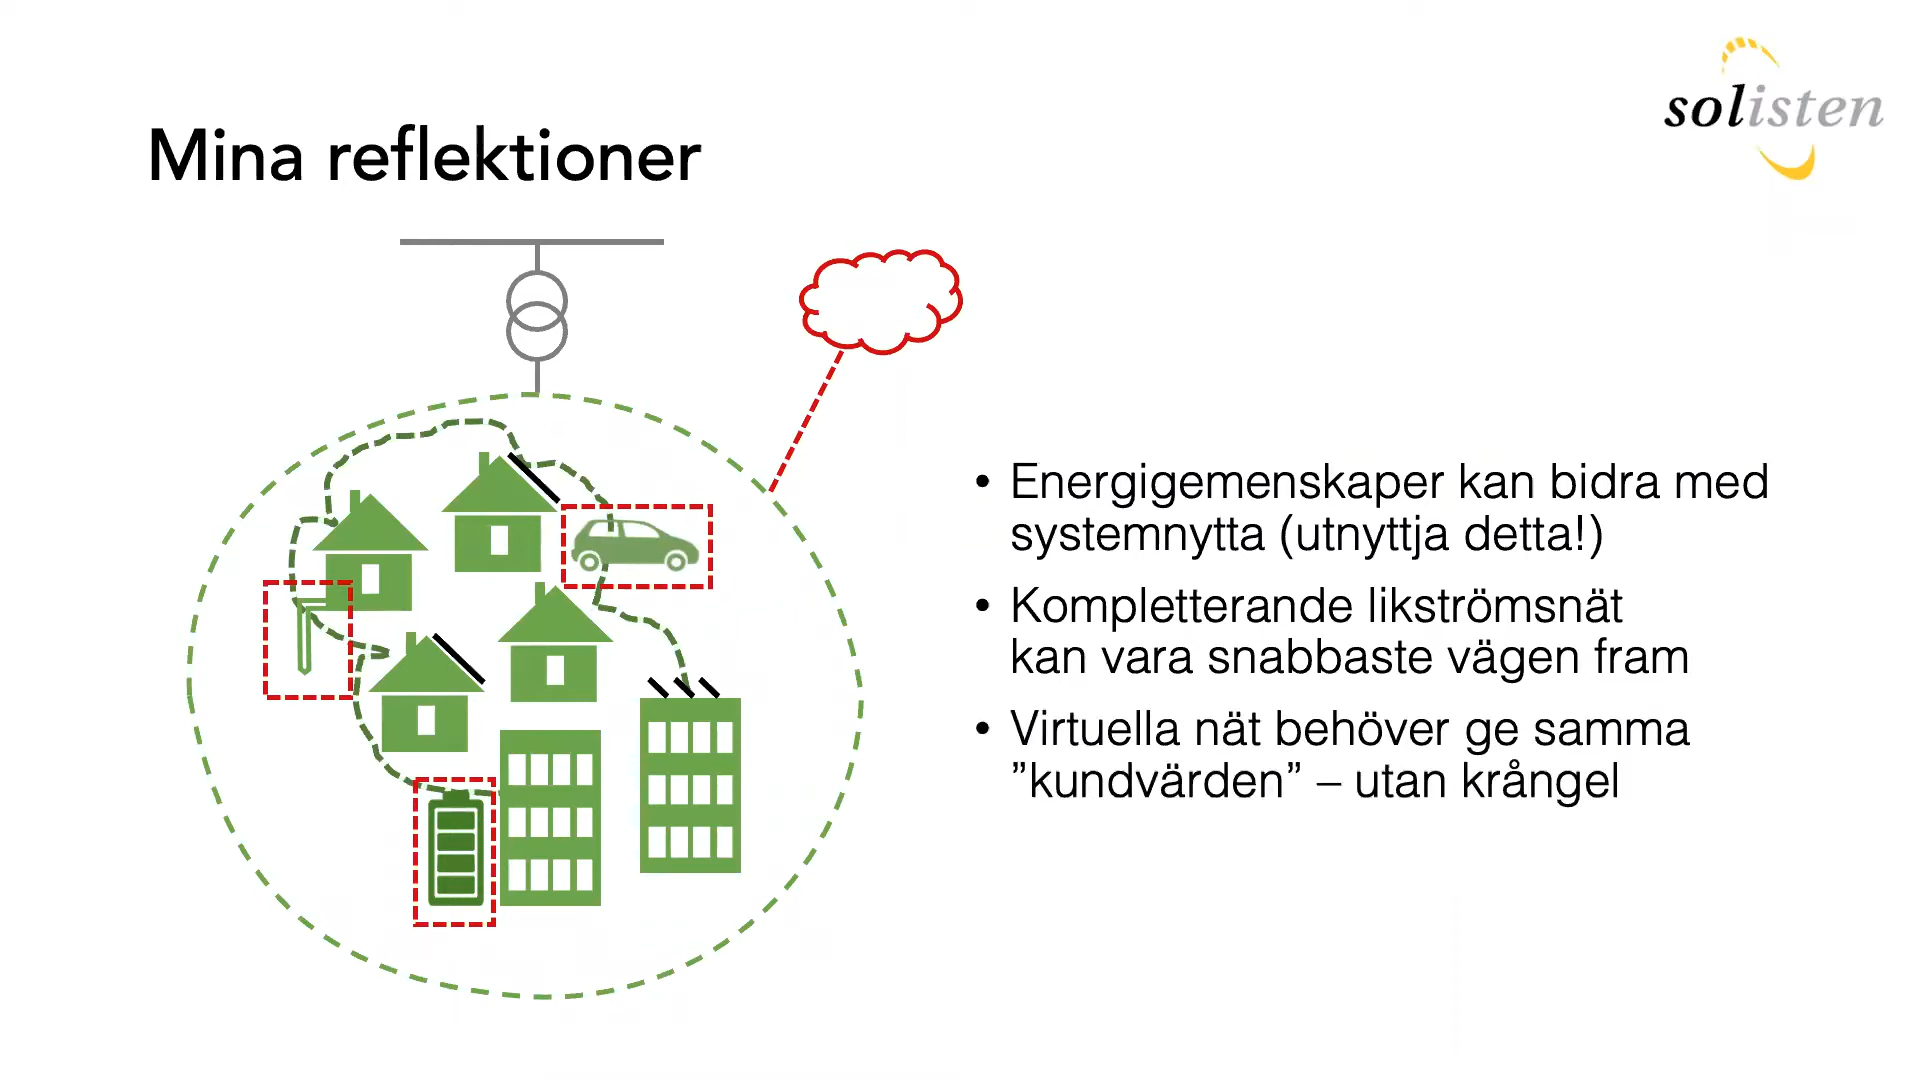 solisten
Mina reflektioner
• Energigemenskaper kan bidra med
systemnytta (utnyttja detta!)
• Kompletterande likströmsnät
kan vara snabbaste vägen fram
• Virtuella nät behöver ge samma
”kundvärden” – utan krångel